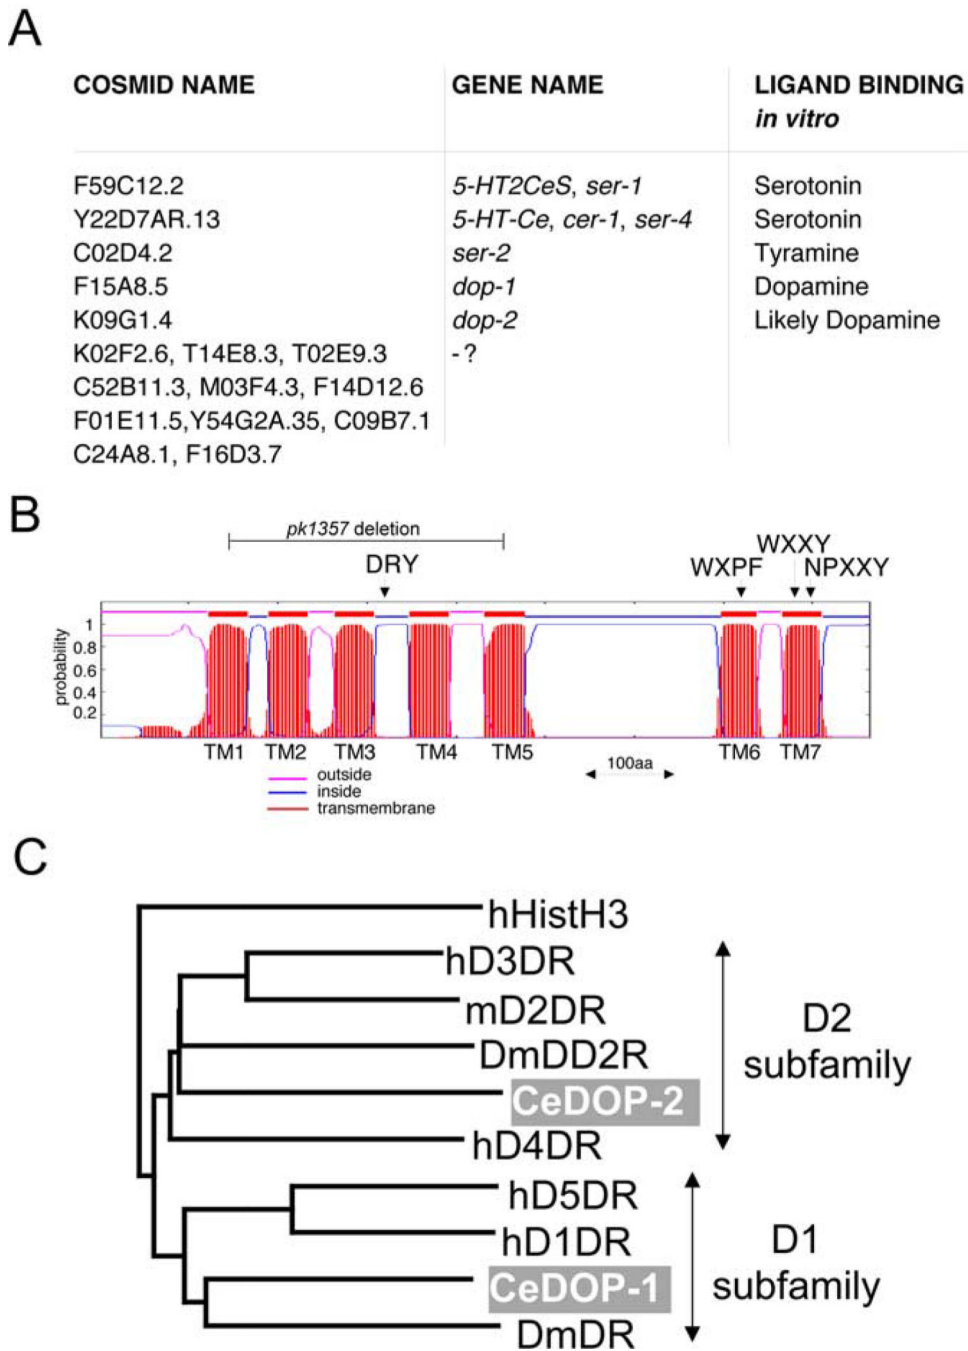 A
COSMID NAME GENE NAME LIGAND BINDING
in vitro
F59C12.2 5-HT2CeS, ser-1 Serotonin
Y22D7AR.13 5-HT-Ce, cer-1, ser-4 Serotonin
C02D4.2 ser-2 Tyramine
F15A8.5 dop-1 Dopamine
K09G1.4 dop-2 Likely Dopamine
K02F2.6, T14E8.3, T02E9.3 - ?
C52B11.3, M03F4.3, F14D12.6
F01E11.5,Y54G2A.35, C09B7.1
C24A8.1, F16D3.7
B
pk1357 deletion
WXXY
DRY WXPF NPXXY
probability
1
0.8
0.6
0.4
0.2
TM1 TM2 TM3 TM4 TM5 TM6 TM7
100aa
outside
inside
transmembrane
C
hHistH3
hD3DR
mD2DR
DmDD2R
CeDOP-2
hD4DR
D2
subfamily
hD5DR
hD1DR
CeDOP-1
DmDR
D1
subfamily